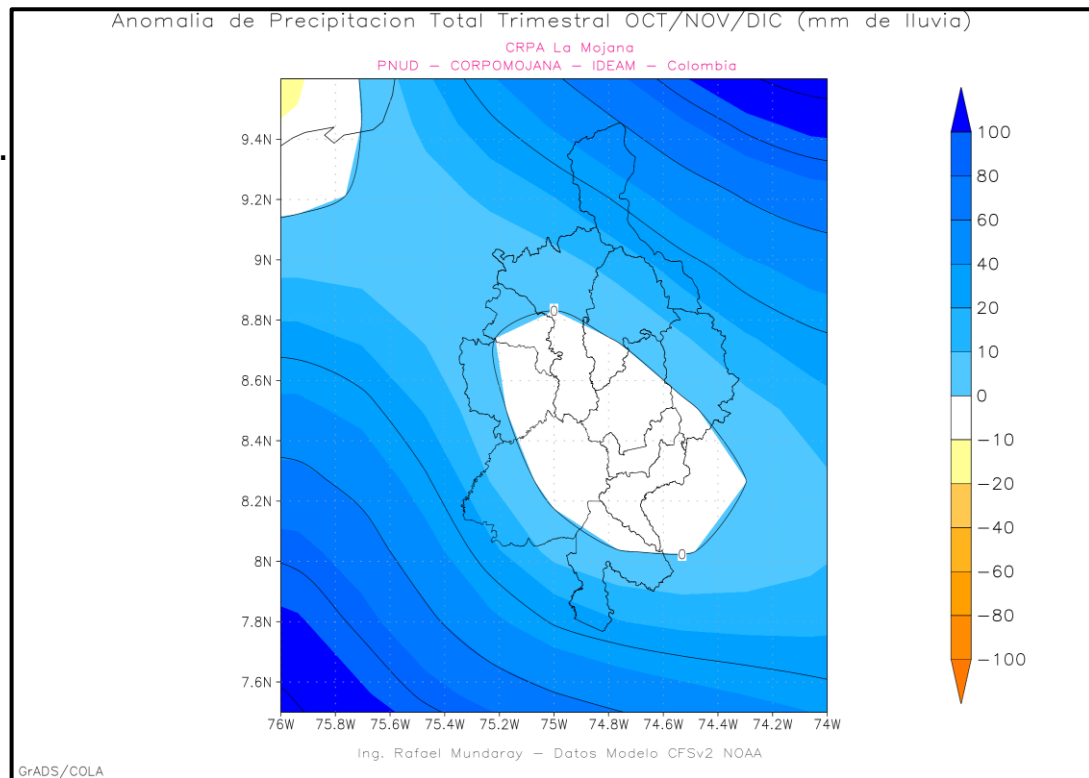 Anomalia de Precipitacion Total Trimestral OCT/NOV/DIC (mm de lluvia)
CRPA La Mojana
PNUD – CORPOMOJANA – IDEAM – Colombia
9.4N
9.2N
9N
8.8N
8.6N
8.4N
8.2N
8N
7.8N
7.6N
0
0
76W 75.8W 75.6W 75.4W 75.2W 75W 74.8W 74.6W 74.4W 74.2W 74W
100
80
60
40
20
10
0
−10
−20
−40
−60
−80
−100
Ing. Rafael Mundaray – Datos Modelo CFSv2 NOAA
GrADS/COLA